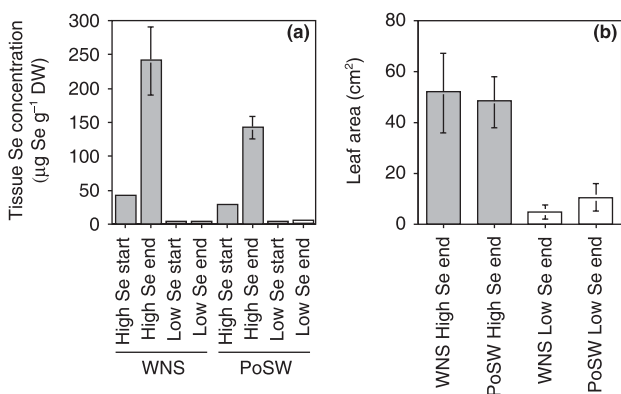 (a)
Tissue Se concentration
(μg Se g⁻¹ DW)
300
250
200
150
100
50
0
High Se start
High Se end
Low Se start
Low Se end
High Se start
High Se end
Low Se start
Low Se end
WNS
PoSW
(b)
Leaf area (cm²)
80
60
40
20
0
WNS High Se end
PoSW High Se end
WNS Low Se end
PoSW Low Se end